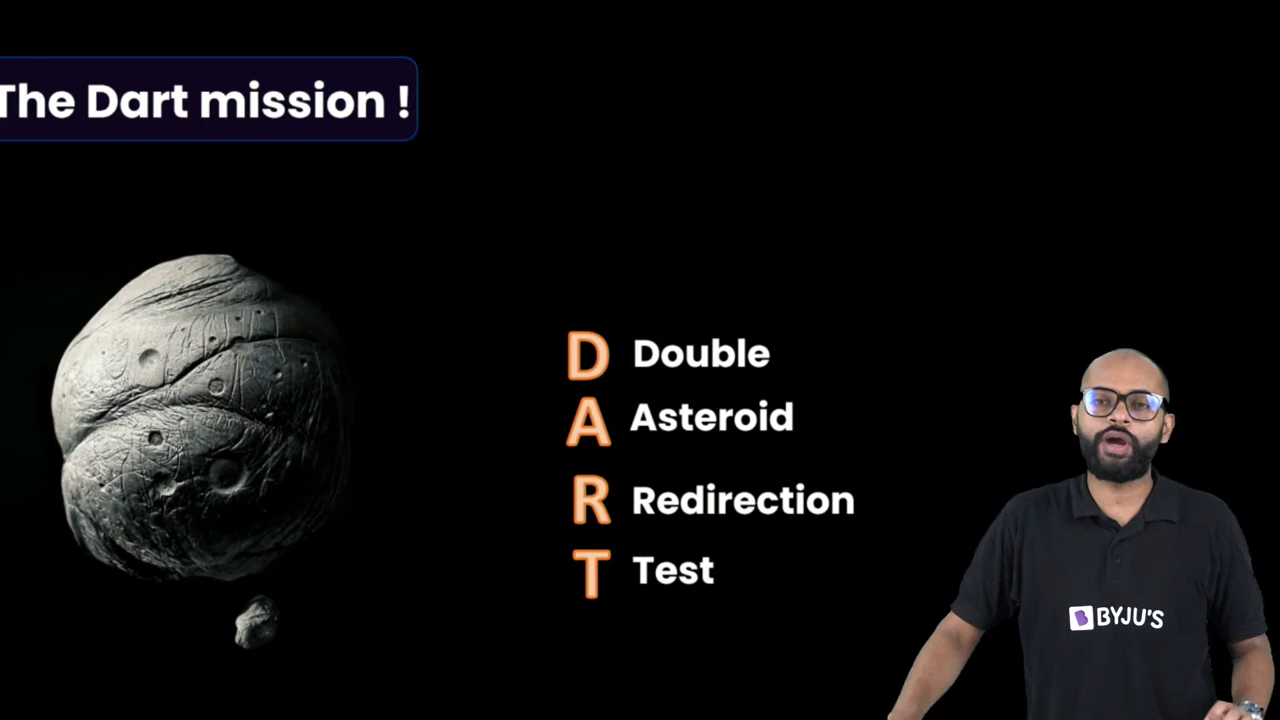 The Dart mission !
D Double
A Asteroid
R Redirection
T Test
BYJU'S